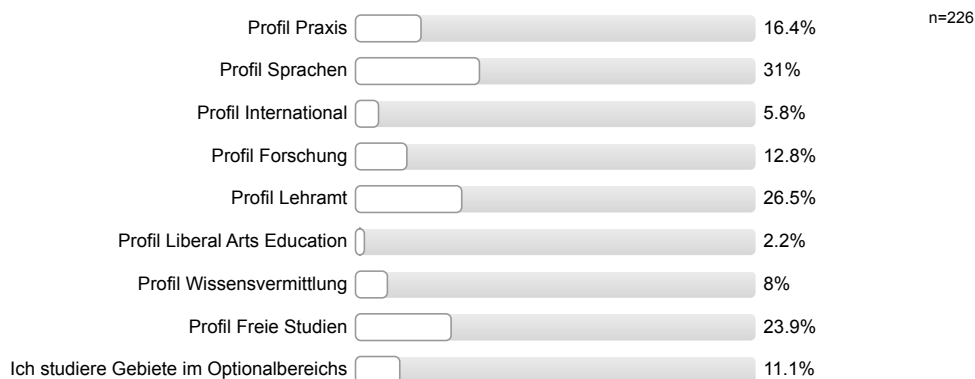 Profil Praxis 16.4% n=226
Profil Sprachen 31%
Profil International 5.8%
Profil Forschung 12.8%
Profil Lehramt 26.5%
Profil Liberal Arts Education 2.2%
Profil Wissensvermittlung 8%
Profil Freie Studien 23.9%
Ich studiere Gebiete im Optionalbereichs 11.1%